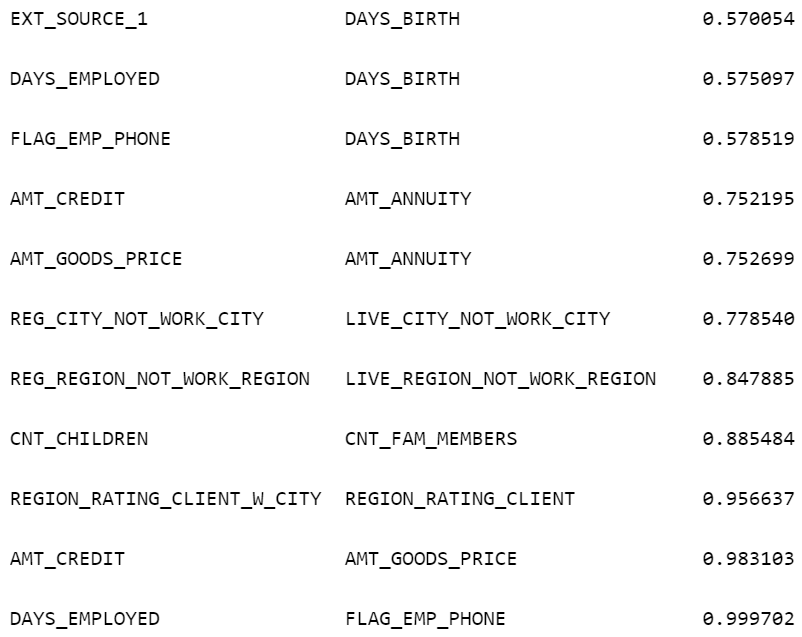 EXT_SOURCE_1 DAYS_BIRTH 0.570054
DAYS_EMPLOYED DAYS_BIRTH 0.575097
FLAG_EMP_PHONE DAYS_BIRTH 0.578519
AMT_CREDIT AMT_ANNUITY 0.752195
AMT_GOODS_PRICE AMT_ANNUITY 0.752699
REG_CITY_NOT_WORK_CITY LIVE_CITY_NOT_WORK_CITY 0.778540
REG_REGION_NOT_WORK_REGION LIVE_REGION_NOT_WORK_REGION 0.847885
CNT_CHILDREN CNT_FAM_MEMBERS 0.885484
REGION_RATING_CLIENT_W_CITY REGION_RATING_CLIENT 0.956637
AMT_CREDIT AMT_GOODS_PRICE 0.983103
DAYS_EMPLOYED FLAG_EMP_PHONE 0.999702